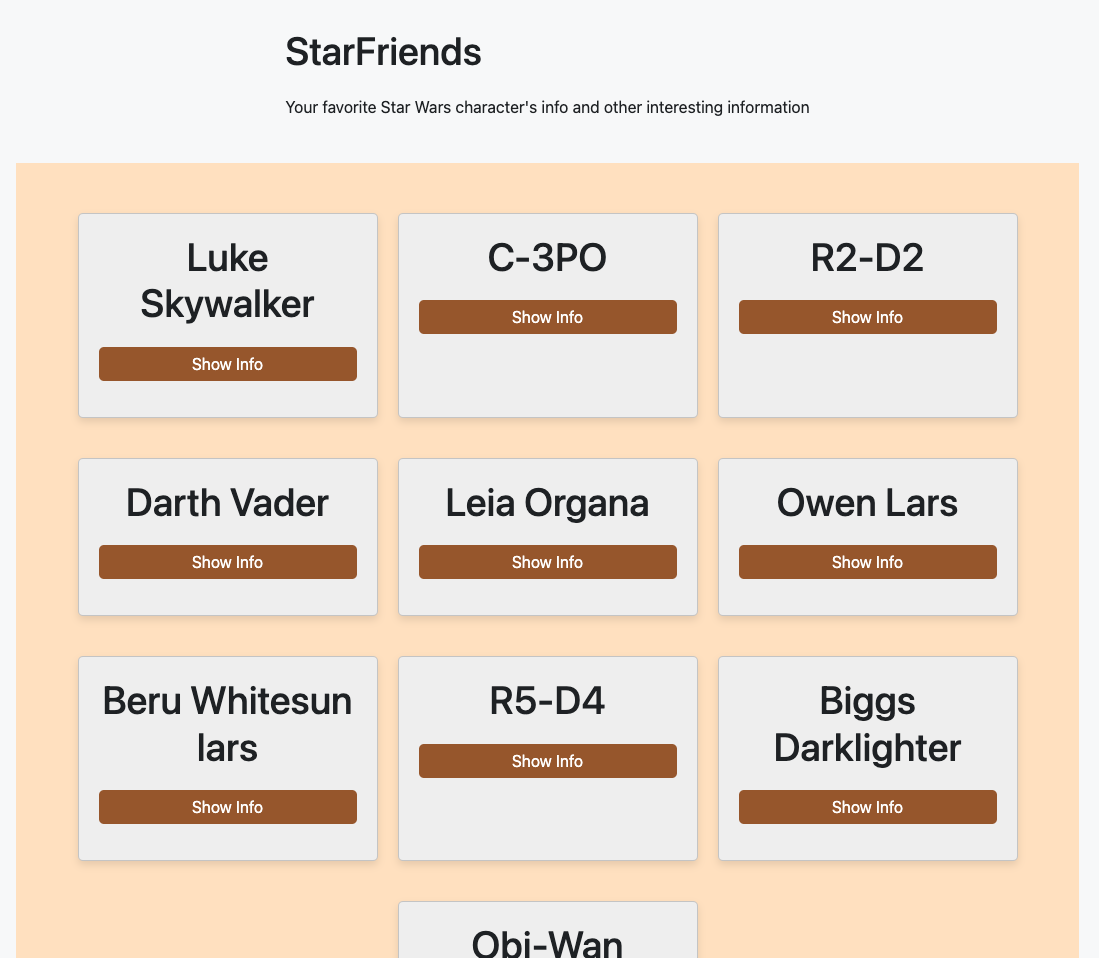 StarFriends
Your favorite Star Wars character's info and other interesting information
Luke
Skywalker
Show Info
C-3PO
Show Info
R2-D2
Show Info
Darth Vader
Show Info
Leia Organa
Show Info
Owen Lars
Show Info
Beru Whitesun
lars
Show Info
R5-D4
Show Info
Biggs
Darklighter
Show Info
Obi-Wan